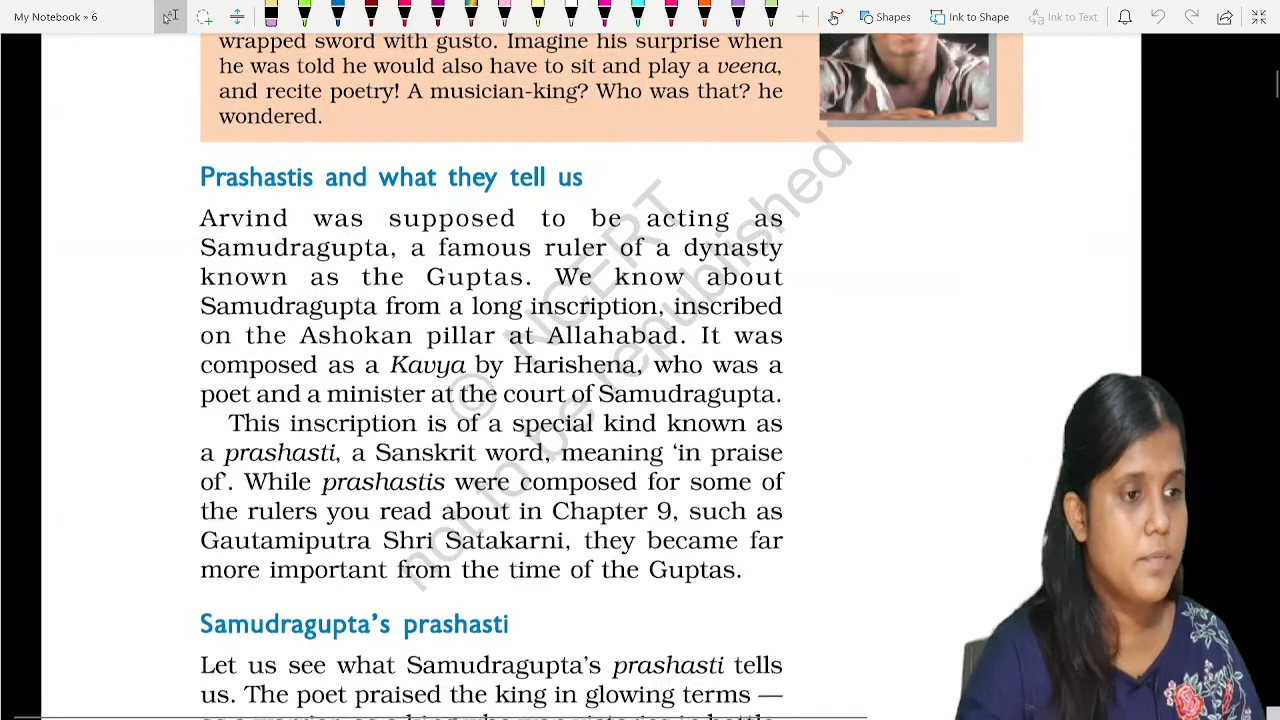 My Notebook » 6
Shapes
Ink to Shape
Ink to Text
wrapped sword with gusto. Imagine his surprise when
he was told he would also have to sit and play a veena,
and recite poetry! A musician-king? Who was that? he
wondered.
Prashastis and what they tell us
Arvind was supposed to be acting as
Samudragupta, a famous ruler of a dynasty
known as the Guptas. We know about
Samudragupta from a long inscription, inscribed
on the Ashokan pillar at Allahabad. It was
composed as a Kavya by Harishena, who was a
poet and a minister at the court of Samudragupta.
This inscription is of a special kind known as
a prashasti, a Sanskrit word, meaning ‘in praise
of’. While prashastis were composed for some of
the rulers you read about in Chapter 9, such as
Gautamiputra Shri Satakarni, they became far
more important from the time of the Guptas.
Samudragupta’s prashasti
Let us see what Samudragupta’s prashasti tells
us. The poet praised the king in glowing terms —
© NCERT
not to be republished